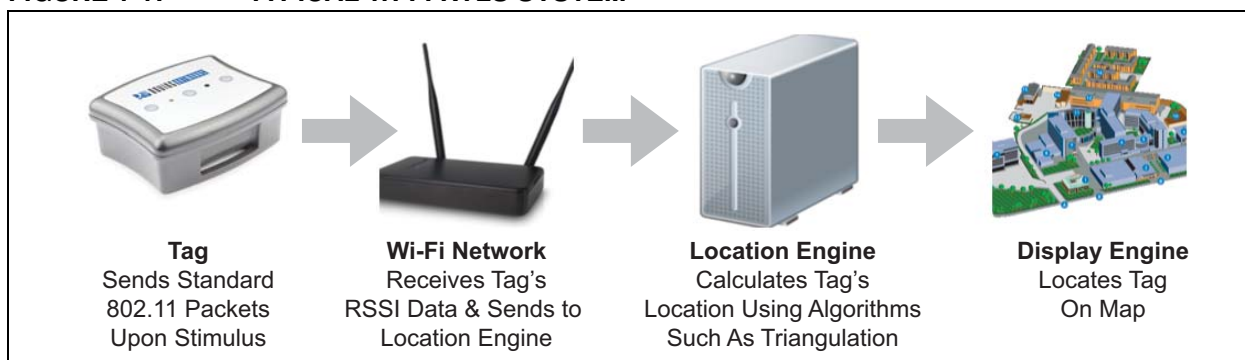 Tag
Sends Standard
802.11 Packets
Upon Stimulus
Wi-Fi Network
Receives Tag's
RSSI Data & Sends to
Location Engine
Location Engine
Calculates Tag's
Location Using Algorithms
Such As Triangulation
Display Engine
Locates Tag
On Map